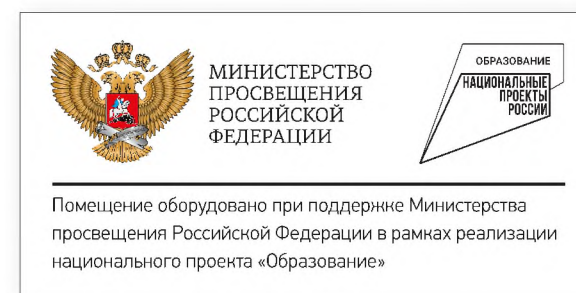 МИНИСТЕРСТВО
ПРОСВЕЩЕНИЯ
РОССИЙСКОЙ
ФЕДЕРАЦИИ
ОБРАЗОВАНИЕ
НАЦИОНАЛЬНЫЕ
ПРОЕКТЫ
РОССИИ
Помещение оборудовано при поддержке Министерства
просвещения Российской Федерации в рамках реализации
национального проекта «Образование»